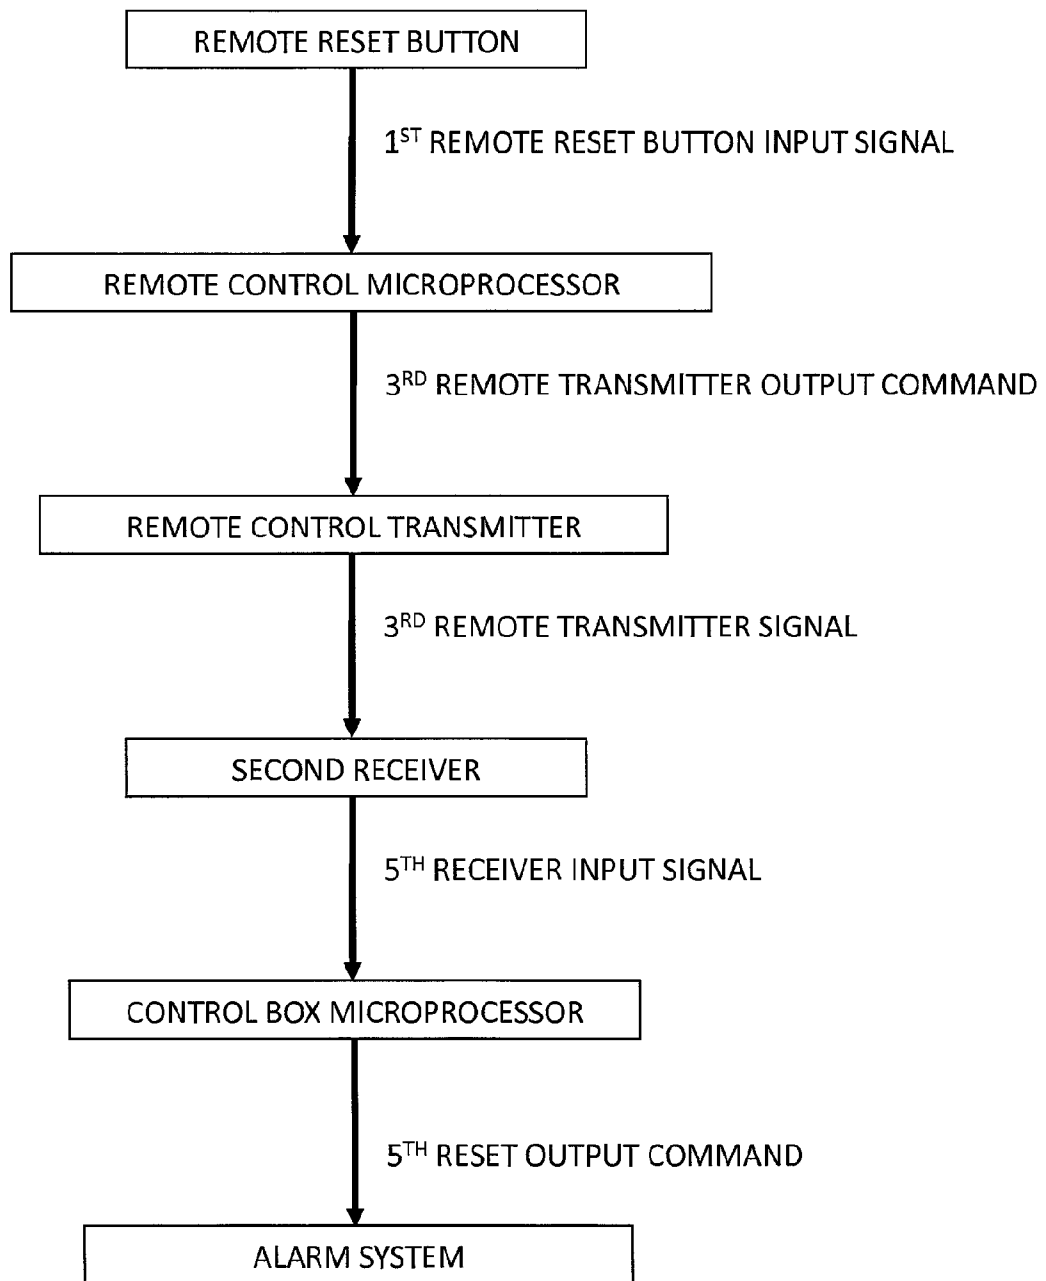 REMOTE RESET BUTTON
1ST REMOTE RESET BUTTON INPUT SIGNAL
REMOTE CONTROL MICROPROCESSOR
3RD REMOTE TRANSMITTER OUTPUT COMMAND
REMOTE CONTROL TRANSMITTER
3RD REMOTE TRANSMITTER SIGNAL
SECOND RECEIVER
5TH RECEIVER INPUT SIGNAL
CONTROL BOX MICROPROCESSOR
5TH RESET OUTPUT COMMAND
ALARM SYSTEM